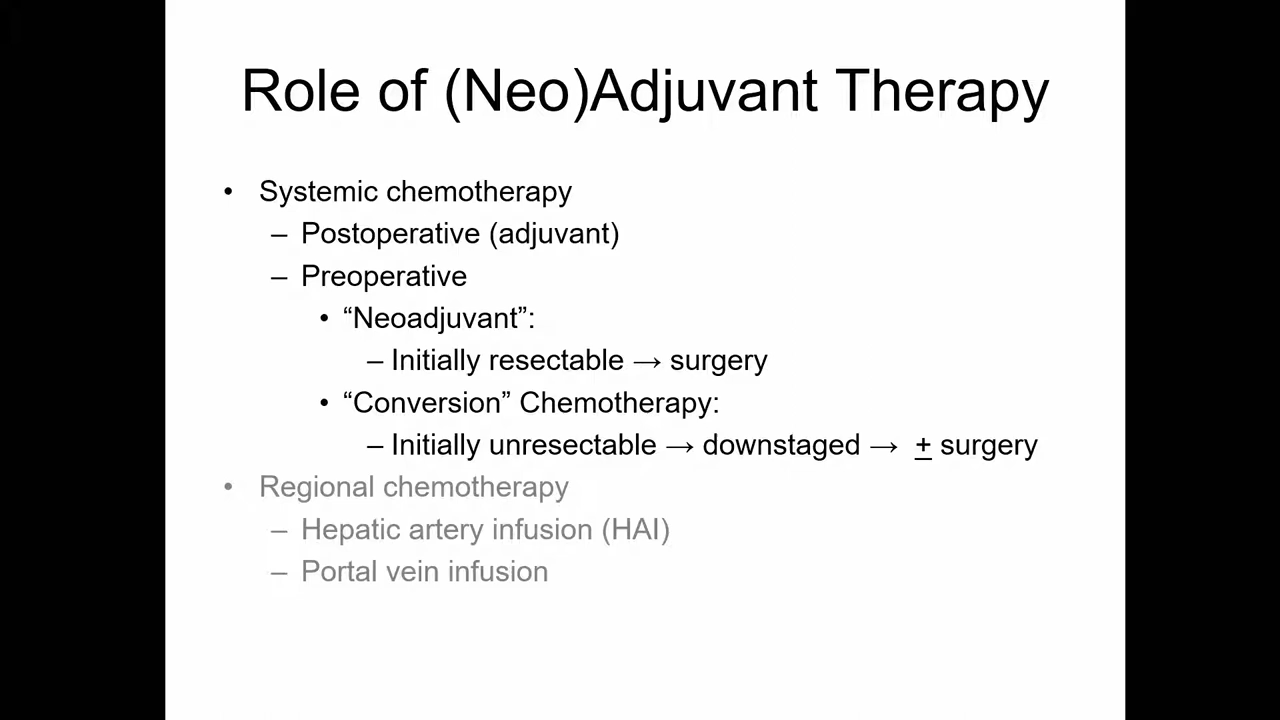 Role of (Neo)Adjuvant Therapy
• Systemic chemotherapy
– Postoperative (adjuvant)
– Preoperative
• “Neoadjuvant”:
– Initially resectable → surgery
• “Conversion” Chemotherapy:
– Initially unresectable → downstaged → ± surgery
• Regional chemotherapy
– Hepatic artery infusion (HAI)
– Portal vein infusion